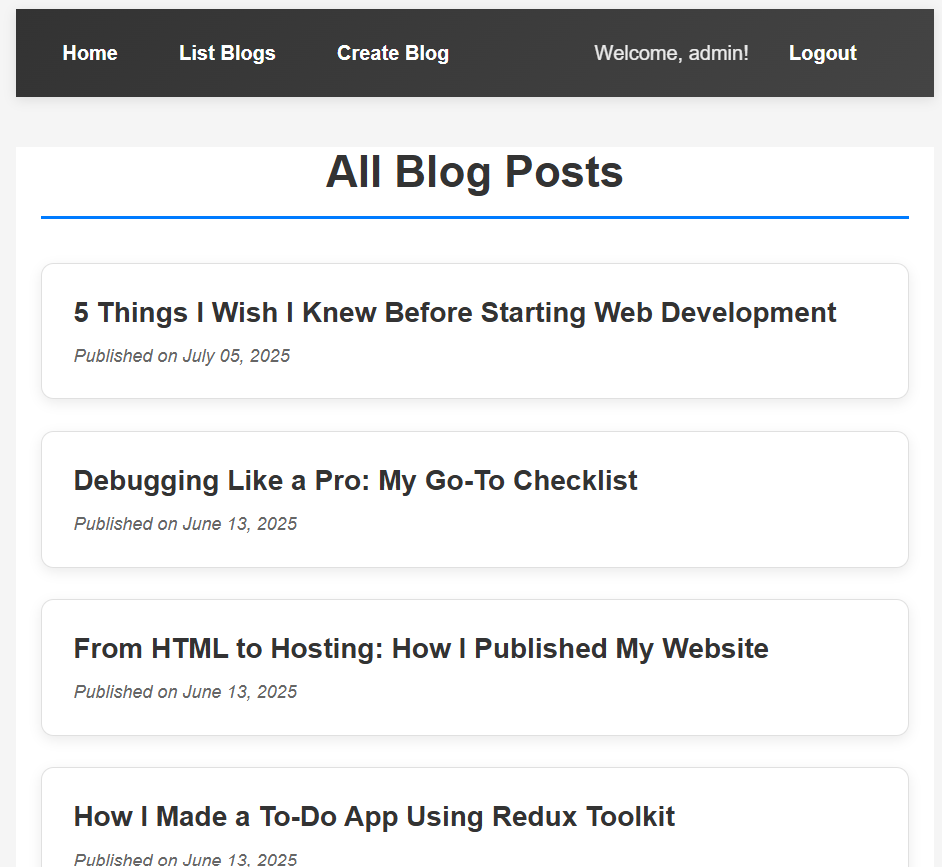 Home List Blogs Create Blog Welcome, admin! Logout
All Blog Posts
5 Things I Wish I Knew Before Starting Web Development
Published on July 05, 2025
Debugging Like a Pro: My Go-To Checklist
Published on June 13, 2025
From HTML to Hosting: How I Published My Website
Published on June 13, 2025
How I Made a To-Do App Using Redux Toolkit
Published on June 13, 2025